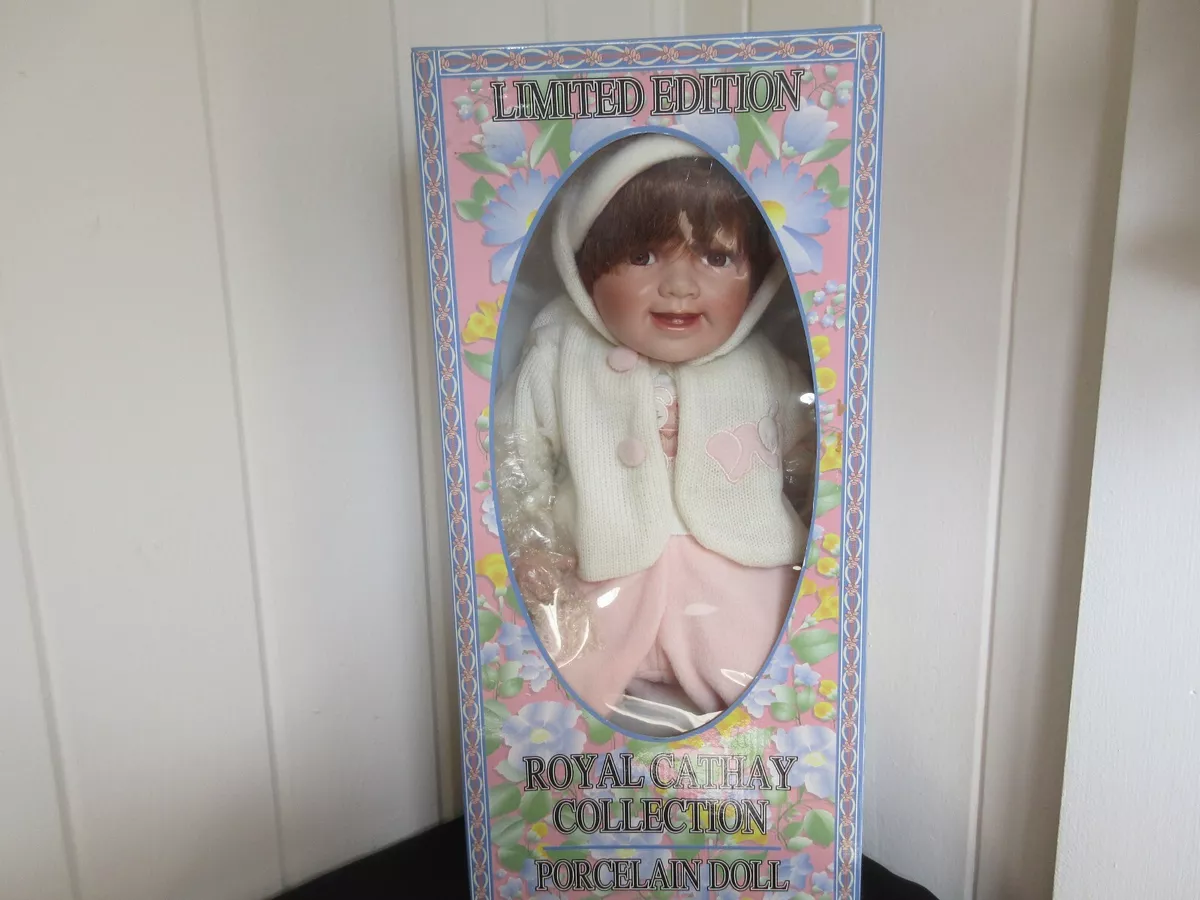 LIMITED EDITION
ROYAL CATHAY
COLLECTION
PORCELAIN DOLL